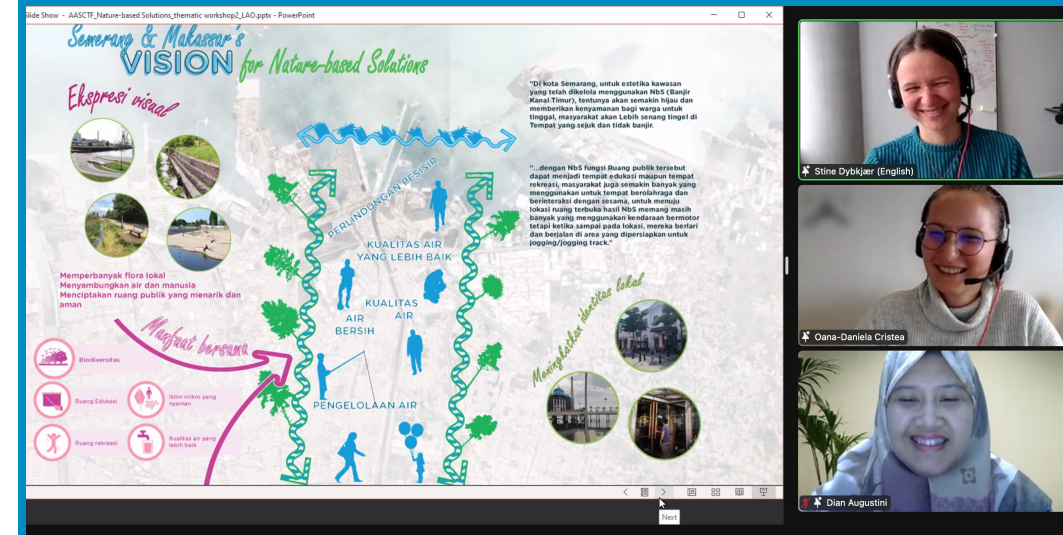 Slide Show - AASCTF_Nature-based Solutions_thematic workshop2_LAO.pptx - PowerPoint
Semerang & Makassar's
VISION for Nature-based Solutions
Ekspresi visual
Memperbanyak flora lokal
Menyambungkan air dan manusia
Menciptakan ruang publik yang menarik dan
aman
Manfaat bersama
Biodiversitas
Ruang Edukasi
Iklim mikro yang
nyaman
Ruang rekreasi
Kualitas air yang
lebih baik
PERLINDUNGAN PESISIR
KUALITAS AIR
YANG LEBIH BAIK
KUALITAS
AIR
AIR
BERSIH
PENGELOLAAN AIR
"Di kota Semarang, untuk estetika kawasan
yang telah dikelola menggunakan NbS (Banjir
Kanal Timur), tentunya akan semakin hijau dan
memberikan kenyamanan bagi warga untuk
tinggal, masyarakat akan Lebih senang tingel di
Tempat yang sejuk dan tidak banjir.
"...dengan NbS fungsi Ruang publik tersebut
dapat menjadi tempat edukasi maupun tempat
rekreasi, masyarakat juga semakin banyak yang
menggunakan untuk tempat berolahraga dan
berinteraksi dengan sesama, untuk menuju
lokasi ruang terbuka hasil NbS memang masih
banyak yang menggunakan kendaraan bermotor
tetapi ketika sampai pada lokasi, mereka berlari
dan berjalan di area yang dipersiapkan untuk
jogging/jogging track."
Meningkatkan identitas lokal
Next
Stine Dybkjær (English)
Oana-Daniela Cristea
Dian Augustini